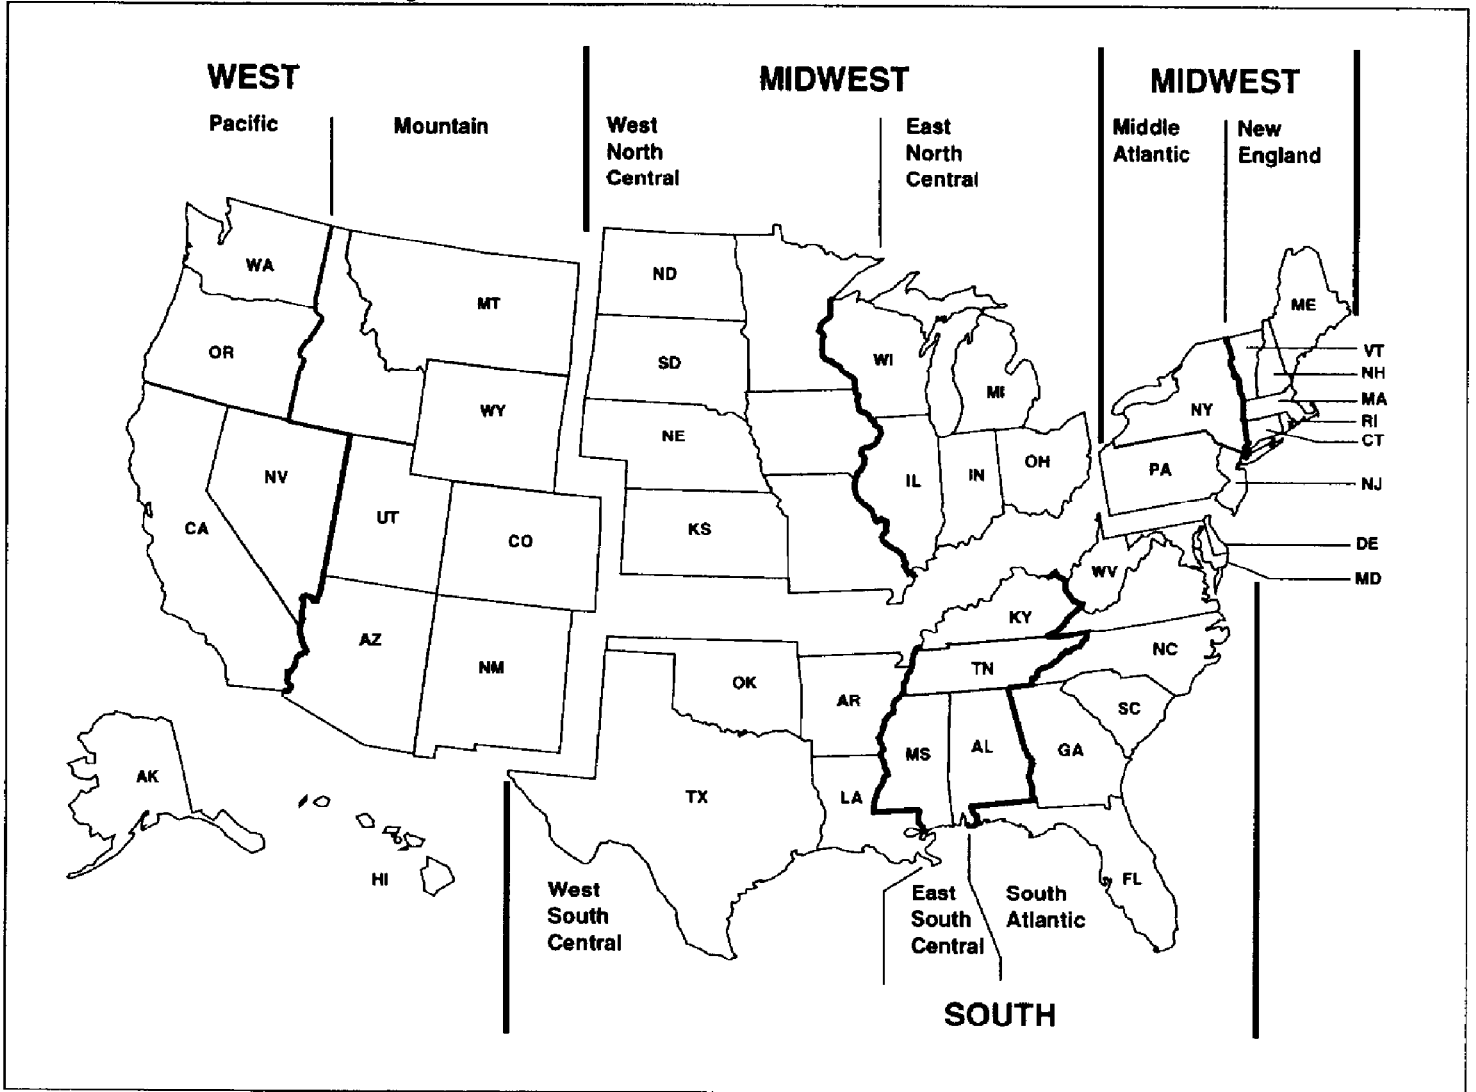 WEST
MIDWEST
MIDWEST
Pacific
Mountain
West
North
Central
East
North
Central
Middle
Atlantic
New
England
WA
OR
MT
WY
ND
SD
NE
KS
WI
MI
IL
IN
OH
ME
NY
PA
VT
NH
MA
RI
CT
NJ
DE
MD
CA
NV
UT
CO
AZ
NM
AK
HI
OK
TX
AR
LA
WV
KY
TN
NC
SC
MS
AL
GA
FL
West
South
Central
East
South
Central
South
Atlantic
SOUTH